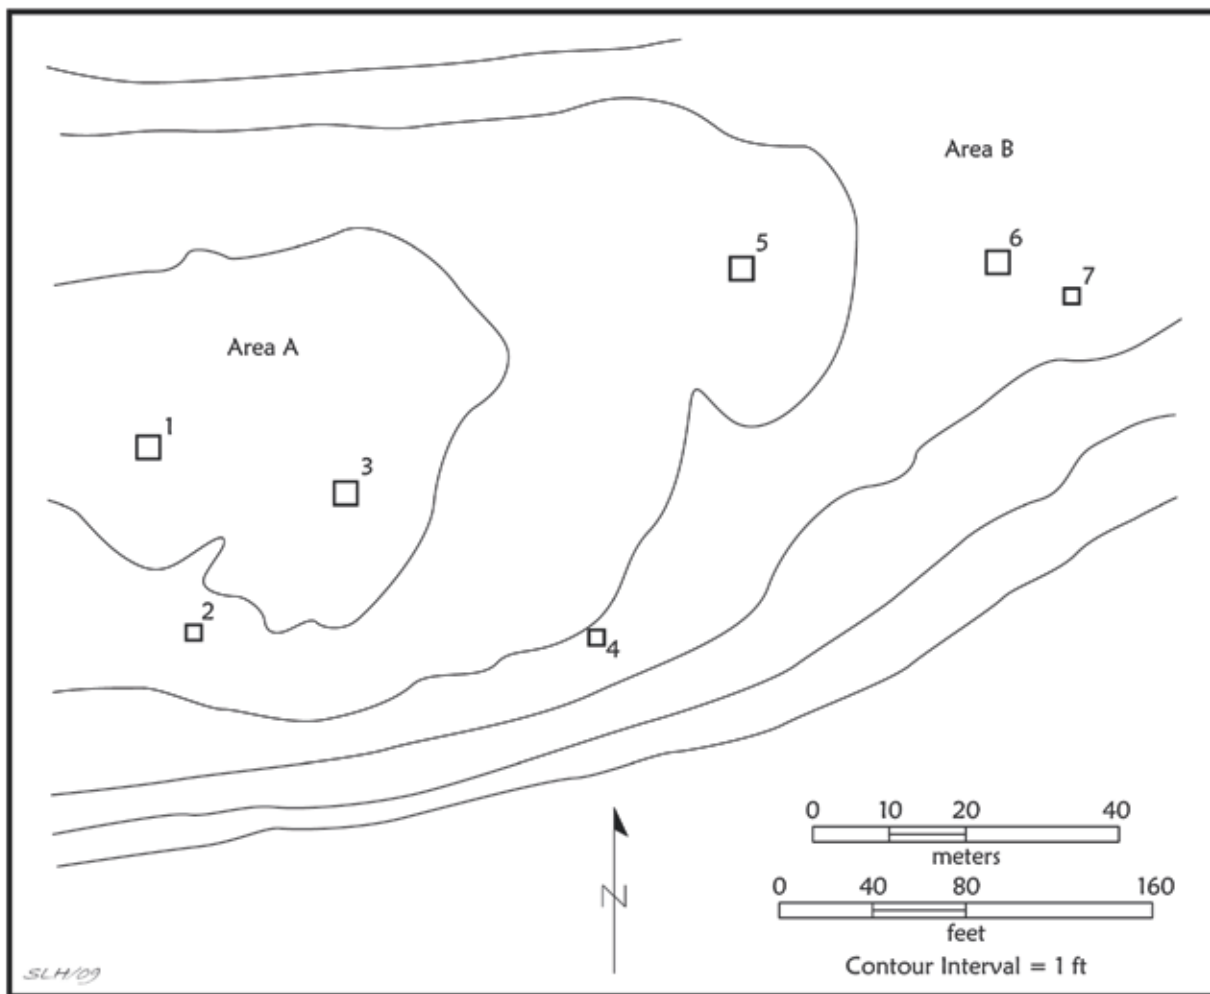 Area B
5
6
7
Area A
1
3
2
4
0 10 20 40
meters
0 40 80 160
feet
N
Contour Interval = 1 ft
SLH/09